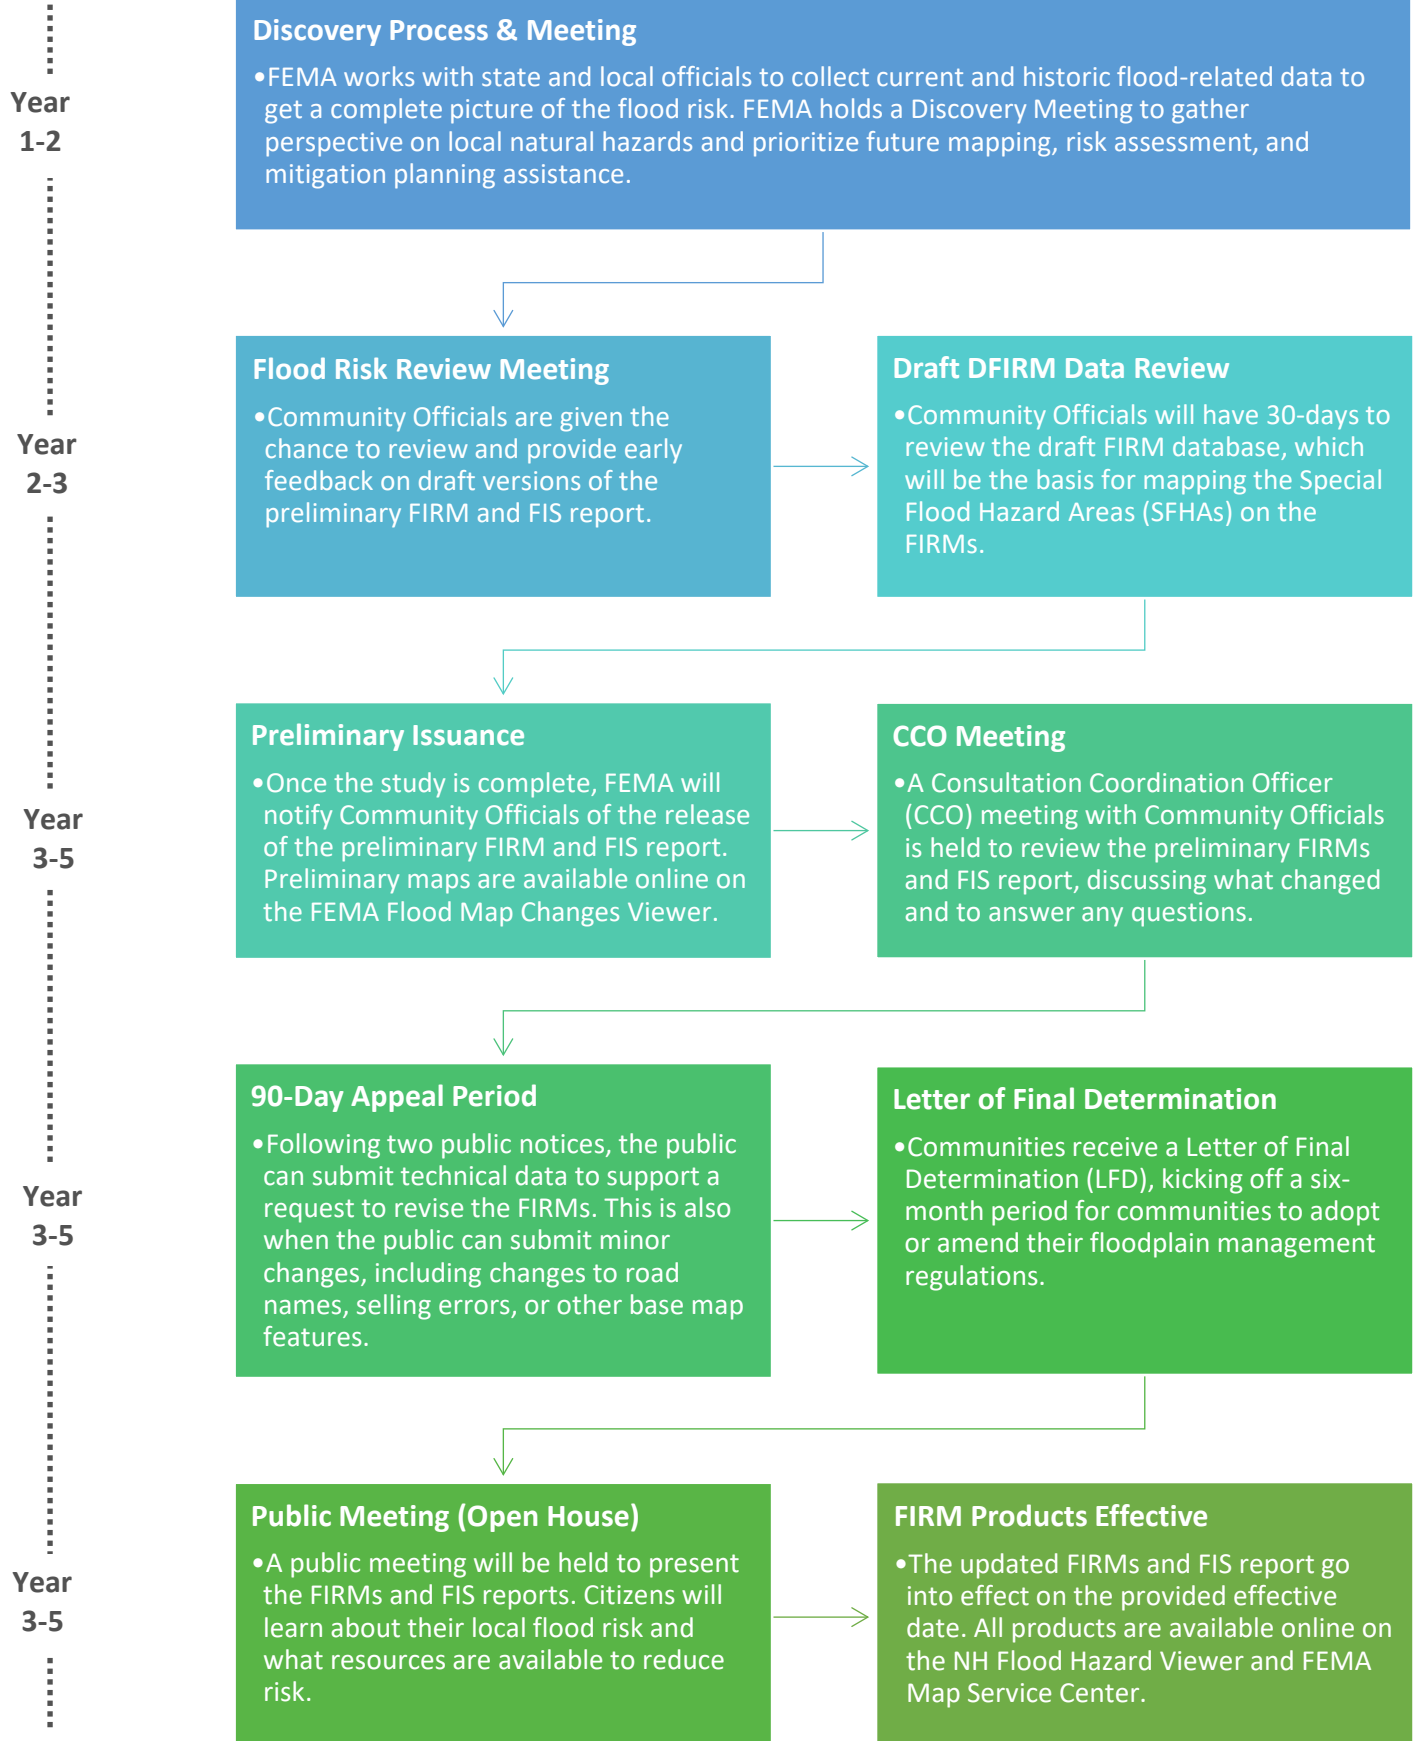 Year
1-2
Discovery Process & Meeting
•FEMA works with state and local officials to collect current and historic flood-related data to
get a complete picture of the flood risk. FEMA holds a Discovery Meeting to gather
perspective on local natural hazards and prioritize future mapping, risk assessment, and
mitigation planning assistance.
Year
2-3
Flood Risk Review Meeting
•Community Officials are given the
chance to review and provide early
feedback on draft versions of the
preliminary FIRM and FIS report.
Draft DFIRM Data Review
•Community Officials will have 30-days to
review the draft FIRM database, which
will be the basis for mapping the Special
Flood Hazard Areas (SFHAs) on the
FIRMs.
Year
3-5
Preliminary Issuance
•Once the study is complete, FEMA will
notify Community Officials of the release
of the preliminary FIRM and FIS report.
Preliminary maps are available online on
the FEMA Flood Map Changes Viewer.
CCO Meeting
•A Consultation Coordination Officer
(CCO) meeting with Community Officials
is held to review the preliminary FIRMs
and FIS report, discussing what changed
and to answer any questions.
Year
3-5
90-Day Appeal Period
•Following two public notices, the public
can submit technical data to support a
request to revise the FIRMs. This is also
when the public can submit minor
changes, including changes to road
names, selling errors, or other base map
features.
Letter of Final Determination
•Communities receive a Letter of Final
Determination (LFD), kicking off a six-
month period for communities to adopt
or amend their floodplain management
regulations.
Year
3-5
Public Meeting (Open House)
•A public meeting will be held to present
the FIRMs and FIS reports. Citizens will
learn about their local flood risk and
what resources are available to reduce
risk.
FIRM Products Effective
•The updated FIRMs and FIS report go
into effect on the provided effective
date. All products are available online on
the NH Flood Hazard Viewer and FEMA
Map Service Center.